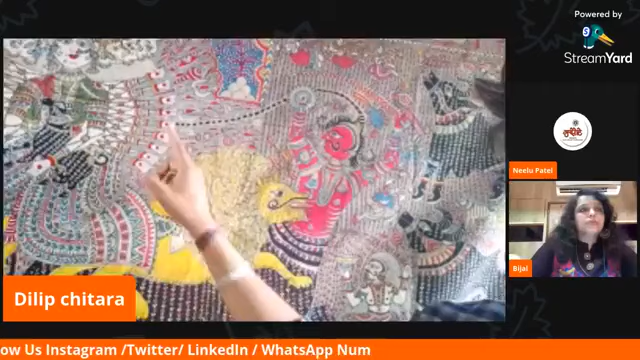 Powered by
StreamYard
Neelu Patel
Bijal
Dilip chitara
ow Us Instagram /Twitter/ LinkedIn / WhatsApp Num